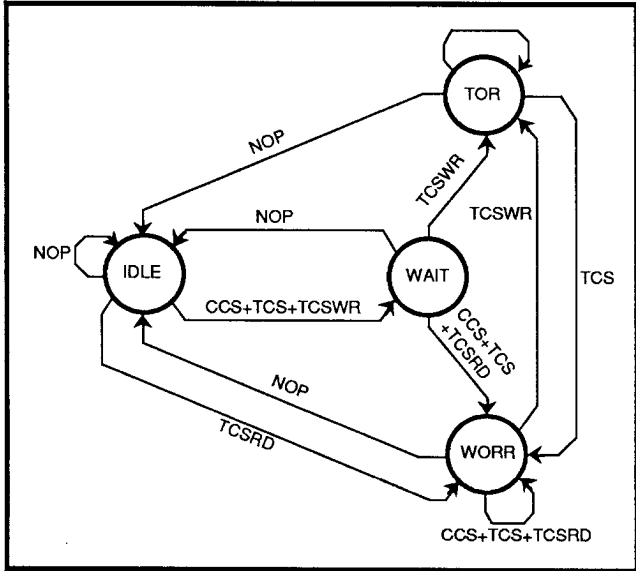 TOR
NOP
TCSWR
TCSWR
NOP
NOP
IDLE
WAIT
TCS
CCS+TCS+TCSWR
CCS+TCS
+TCSRD
NOP
TCSRD
WORR
CCS+TCS+TCSRD